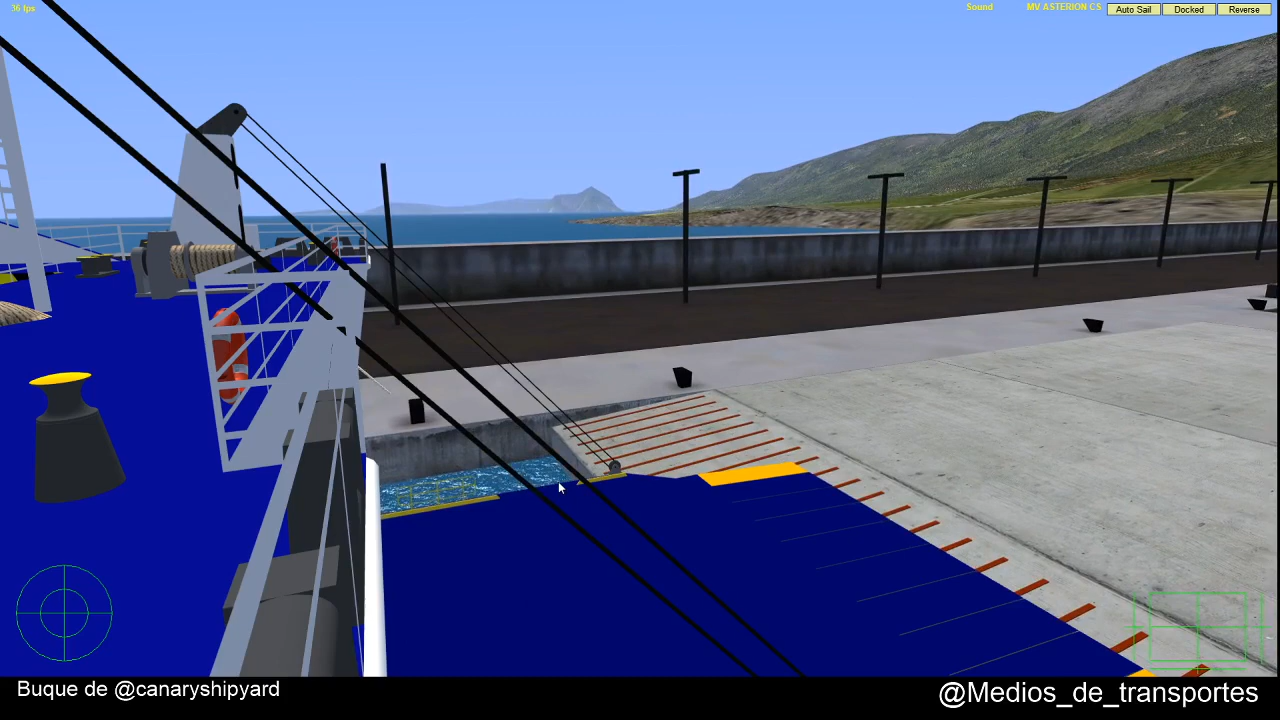 36 fps
Sound
MV ASTERION CS
Auto Sail
Docked
Reverse
Buque de @canaryshipyard
@Medios_de_transportes